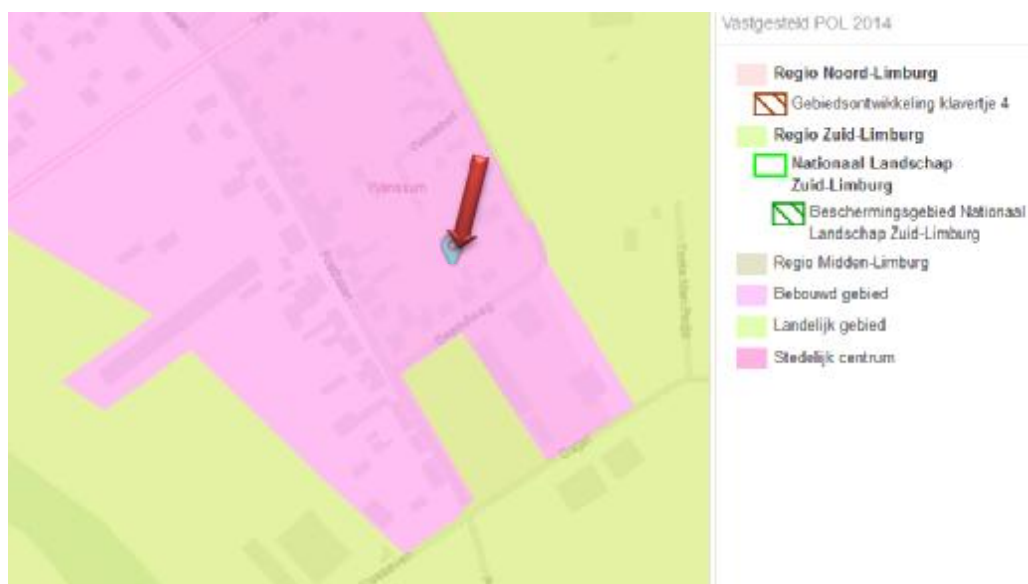 Vastgesteld POL 2014
Regio Noord-Limburg
Gebiedsontwikkeling klavertje 4
Regio Zuid-Limburg
Nationaal Landschap
Zuid-Limburg
Beschermingsgebied Nationaal
Landschap Zuid-Limburg
Regio Midden-Limburg
Bebouwd gebied
Landelijk gebied
Stedelijk centrum
Wanssum